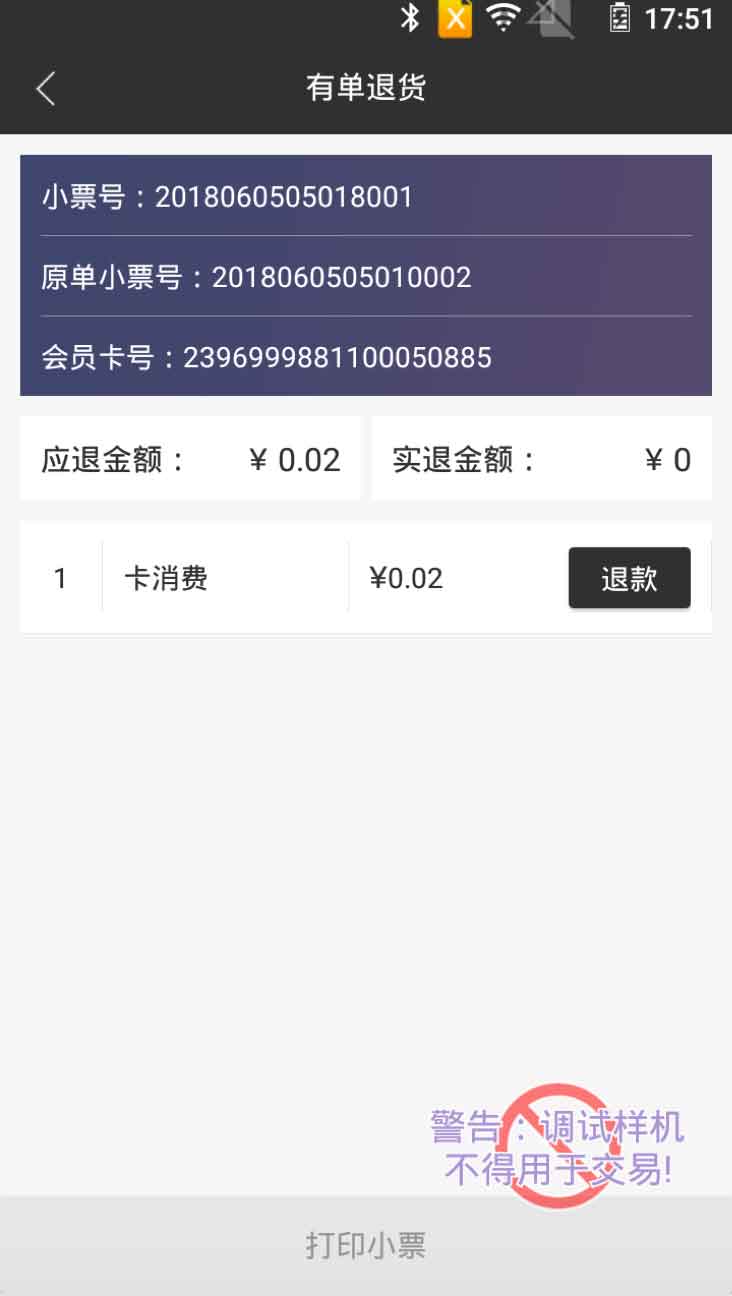 X 17:51
有单退货
小票号：2018060505018001
原单小票号：2018060505010002
会员卡号：2396999881100050885
应退金额： ¥ 0.02 实退金额： ¥ 0
1 卡消费 ¥0.02 退款
警告：调试样机
不得用于交易!
打印小票